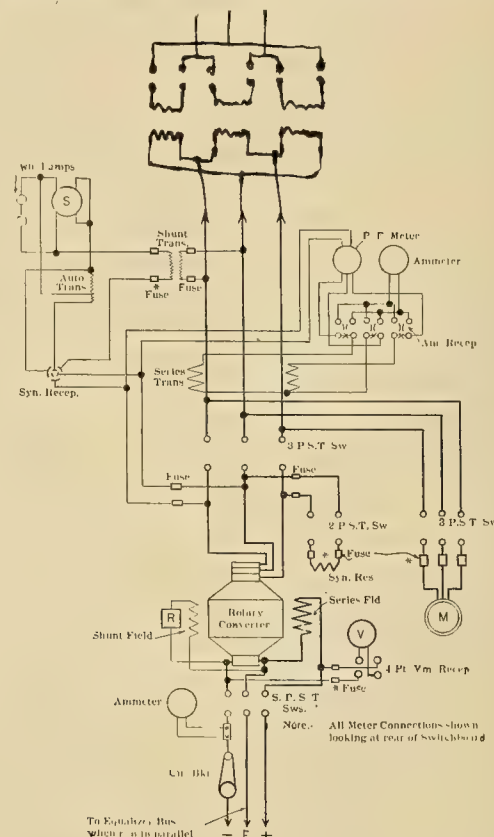 Lamps
S
Shunt
Trans.
P F Meter
Ammeter
Auto
Trans
*
Fuse
Fuse
Am Recep
Syn. Recep.
Series
Trans
3 P S.T Sw
Fuse
Fuse
2 P S.T. Sw
3 P.S.T Sw
*
Fuse
*
Syn. Res
Series Fld
Rotary
Converter
R
Shunt Field
M
V
4 Pt Vm Recep
* Fuse
Ammeter
S. P. S T
Sws.
Note.- All Meter Connections shown
looking at rear of Switchboard
Bkr
To Equalizer Bus
when run in parallel
− E +